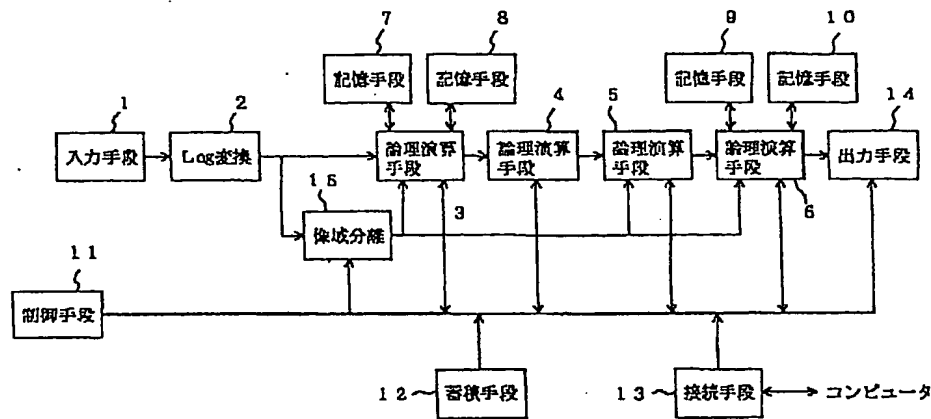 7
8
9
10
記憶手段
記憶手段
記憶手段
記憶手段
1
2
4
5
14
入力手段
Log変換
論理演算
手段
論理演算
手段
論理演算
手段
論理演算
手段
出力手段
3
6
15
像域分離
11
制御手段
12
蓄積手段
13
接続手段
コンピュータ